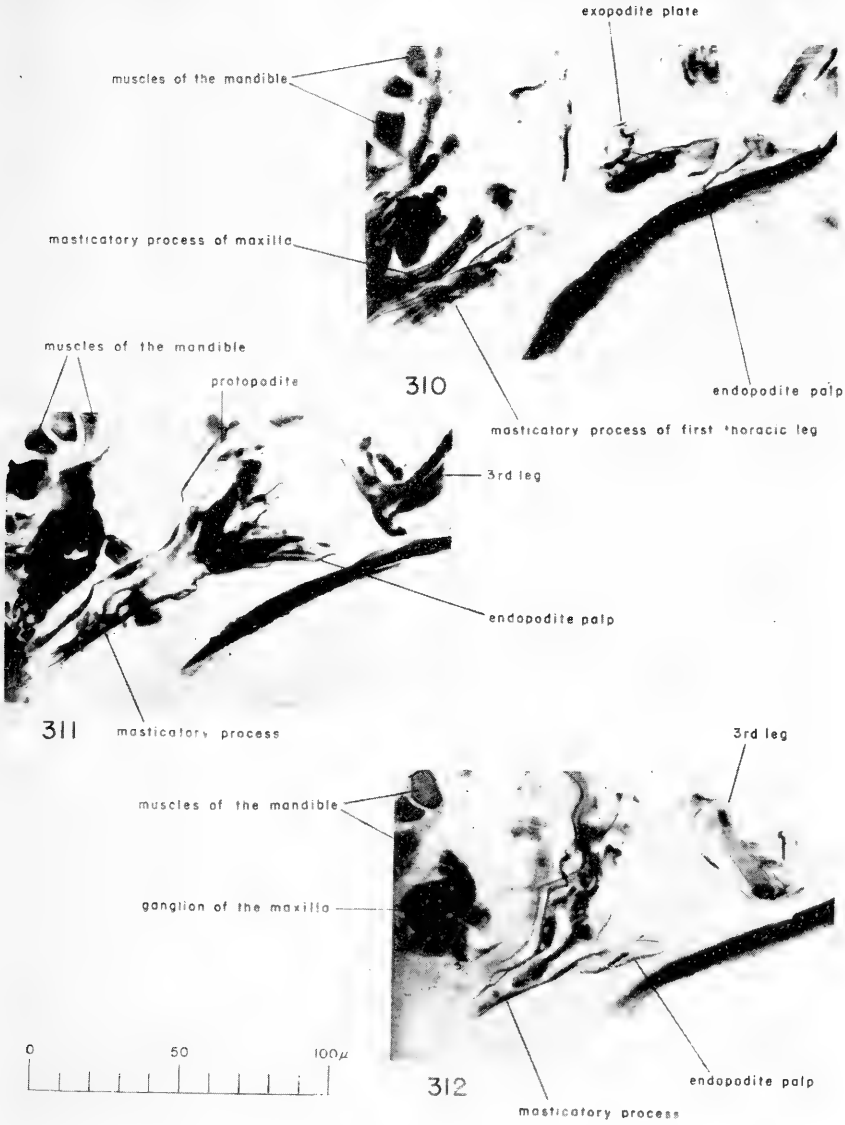 exopodite plate
muscles of the mandible
masticatory process of maxilla
310
endopodite palp
masticatory process of first thoracic leg
muscles of the mandible
protopodite
3rd leg
endopodite palp
311
masticatory process
3rd leg
muscles of the mandible
ganglion of the maxilla
0 50 100μ
312
endopodite palp
masticatory process